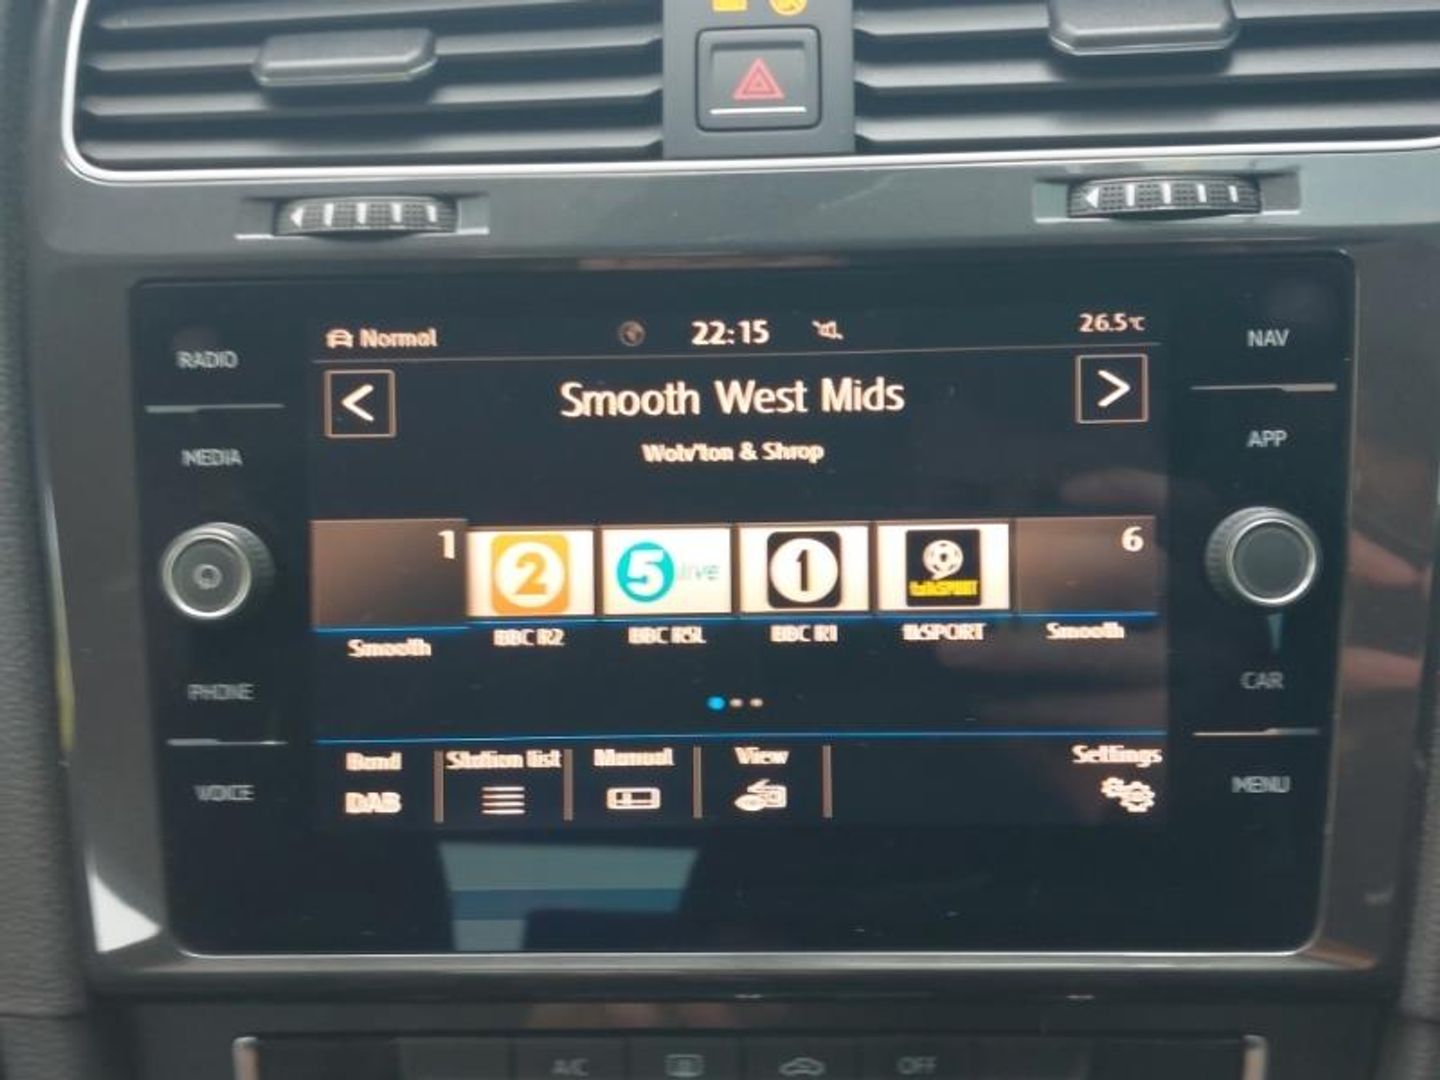 Normal 22:15 26.5°C
RADIO NAV
< Smooth West Mids >
Wolv'ton & Shrop
MEDIA APP
1 2 5 live 1 talkSPORT 6
Smooth BBC R2 BBC R5L BBC R1 tkSPORT Smooth
PHONE CAR
Band Station list Manual View Settings
DAB
VOICE MENU
A/C OFF